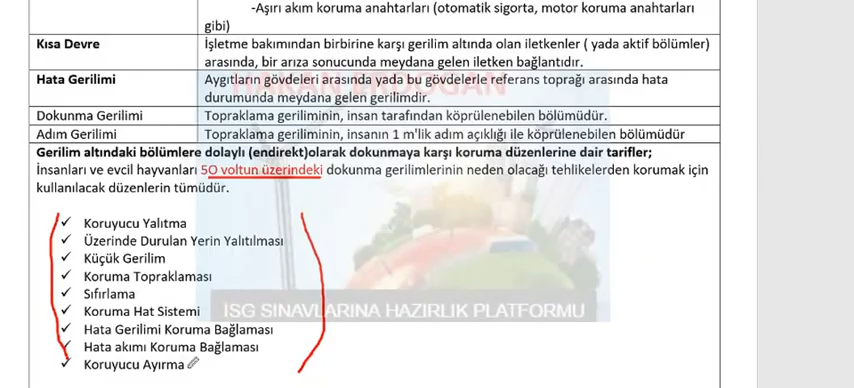 -Aşırı akım koruma anahtarları (otomatik sigorta, motor koruma anahtarları
gibi)
Kısa Devre
İşletme bakımından birbirine karşı gerilim altında olan iletkenler ( yada aktif bölümler)
arasında, bir arıza sonucunda meydana gelen iletken bağlantıdır.
Hata Gerilimi
Aygıtların gövdeleri arasında yada bu gövdelerle referans toprağı arasında hata
durumunda meydana gelen gerilimdir.
HAKAN ERDOĞAN
Dokunma Gerilimi
Topraklama geriliminin, insan tarafından köprülenebilen bölümüdür.
Adım Gerilimi
Topraklama geriliminin, insanın 1 m'lik adım açıklığı ile köprülenebilen bölümüdür
Gerilim altındaki bölümlere dolaylı (endirekt)olarak dokunmaya karşı koruma düzenlerine dair tarifler;
İnsanları ve evcil hayvanları 50 voltun üzerindeki dokunma gerilimlerinin neden olacağı tehlikelerden korumak için
kullanılacak düzenlerin tümüdür.
✓ Koruyucu Yalıtma
✓ Üzerinde Durulan Yerin Yalıtılması
✓ Küçük Gerilim
✓ Koruma Topraklaması
✓ Sıfırlama
✓ Koruma Hat Sistemi
✓ Hata Gerilimi Koruma Bağlaması
✓ Hata akımı Koruma Bağlaması
✓ Koruyucu Ayırma
İSG SINAVLARINA HAZIRLIK PLATFORMU